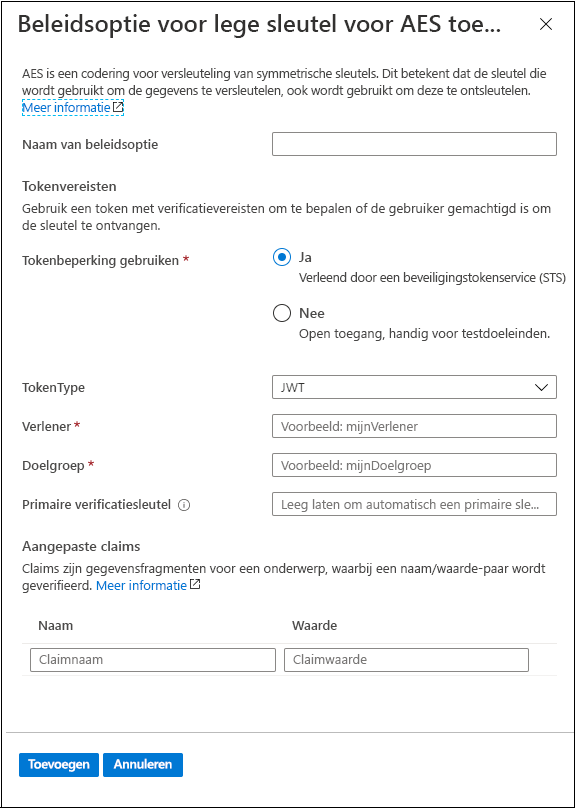 Beleidsoptie voor lege sleutel voor AES toe...
AES is een codering voor versleuteling van symmetrische sleutels. Dit betekent dat de sleutel die
wordt gebruikt om de gegevens te versleutelen, ook wordt gebruikt om deze te ontsleutelen.
Meer informatie
Naam van beleidsoptie
Tokenvereisten
Gebruik een token met verificatievereisten om te bepalen of de gebruiker gemachtigd is om
de sleutel te ontvangen.
Tokenbeperking gebruiken *
Ja
Verleend door een beveiligingstokenservice (STS)
Nee
Open toegang, handig voor testdoeleinden.
TokenType
JWT
Verlener *
Voorbeeld: mijnVerlener
Doelgroep *
Voorbeeld: mijnDoelgroep
Primaire verificatiesleutel
Leeg laten om automatisch een primaire sle...
Aangepaste claims
Claims zijn gegevensfragmenten voor een onderwerp, waarbij een naam/waarde-paar wordt
geverifieerd. Meer informatie
Naam Waarde
Claimnaam Claimwaarde
Toevoegen Annuleren